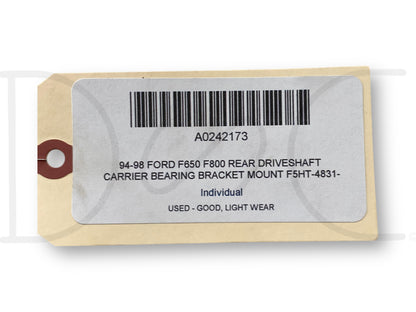 A0242173
94-98 FORD F650 F800 REAR DRIVESHAFT
CARRIER BEARING BRACKET MOUNT F5HT-4831-
Individual
USED - GOOD, LIGHT WEAR